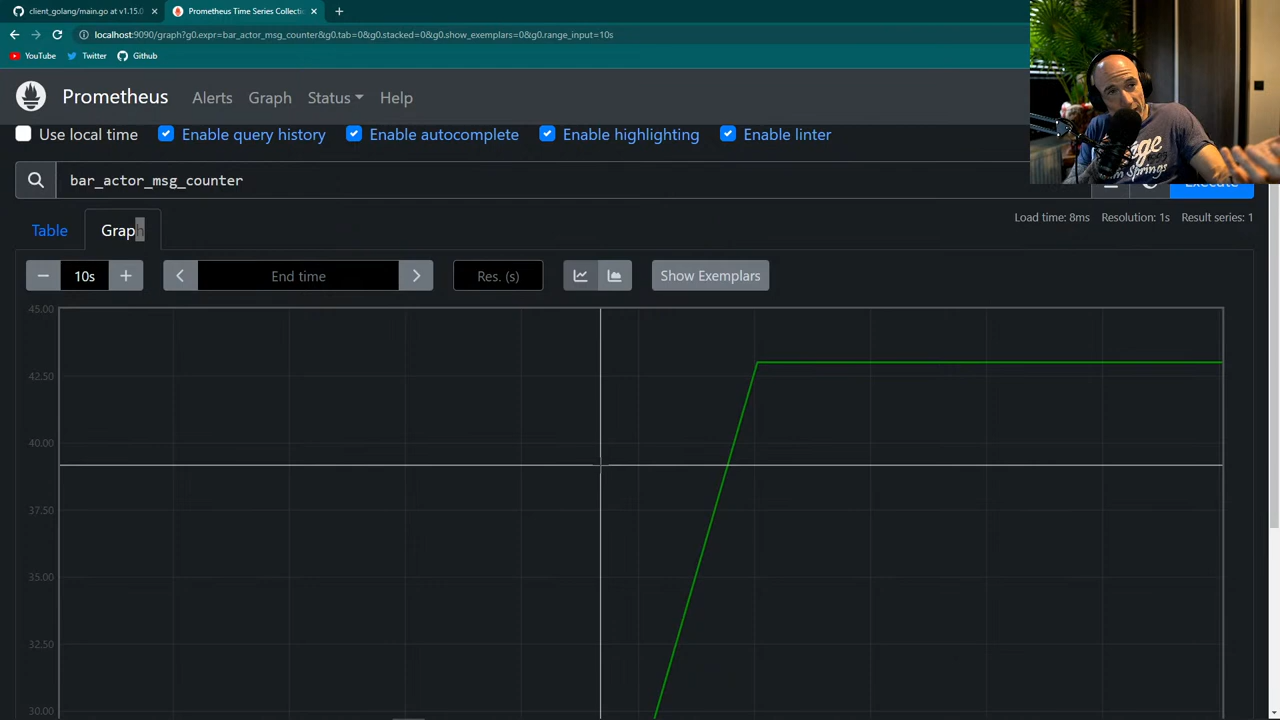 client_golang/main.go at v1.15.0
Prometheus Time Series Collectio
localhost:9090/graph?g0.expr=bar_actor_msg_counter&g0.tab=0&g0.stacked=0&g0.show_exemplars=0&g0.range_input=10s
YouTube Twitter Github
Prometheus Alerts Graph Status Help
Use local time Enable query history Enable autocomplete Enable highlighting Enable linter
bar_actor_msg_counter
Execute
Table Graph
Load time: 8ms Resolution: 1s Result series: 1
− 10s + End time Res. (s) Show Exemplars
45.00
42.50
40.00
37.50
35.00
32.50
30.00
Springs